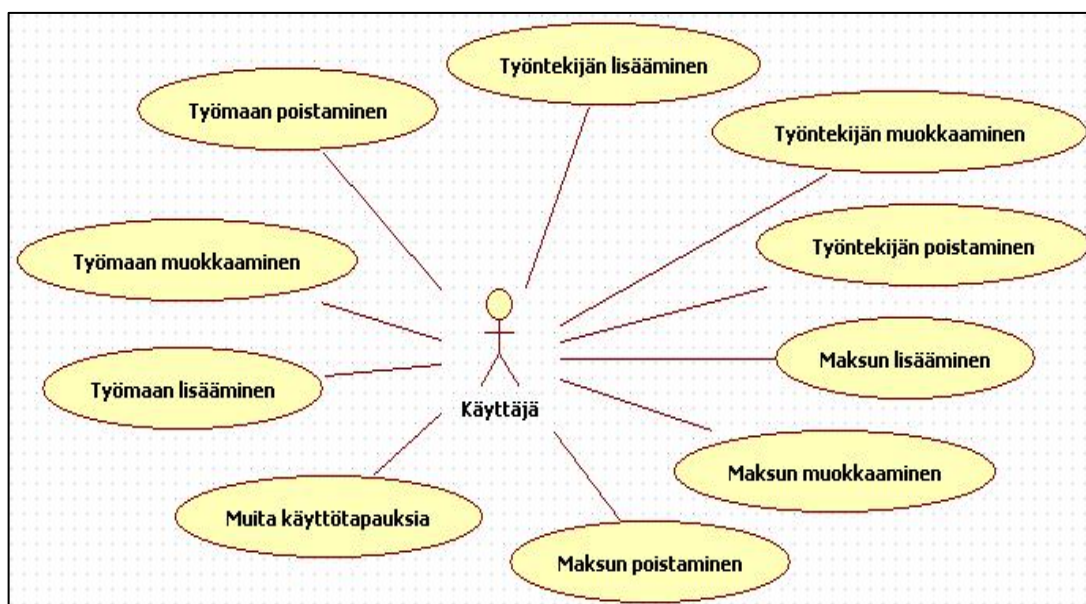 Työntekijän lisääminen
Työmaan poistaminen
Työntekijän muokkaaminen
Työmaan muokkaaminen
Työntekijän poistaminen
Maksun lisääminen
Työmaan lisääminen
Käyttäjä
Maksun muokkaaminen
Muita käyttötapauksia
Maksun poistaminen